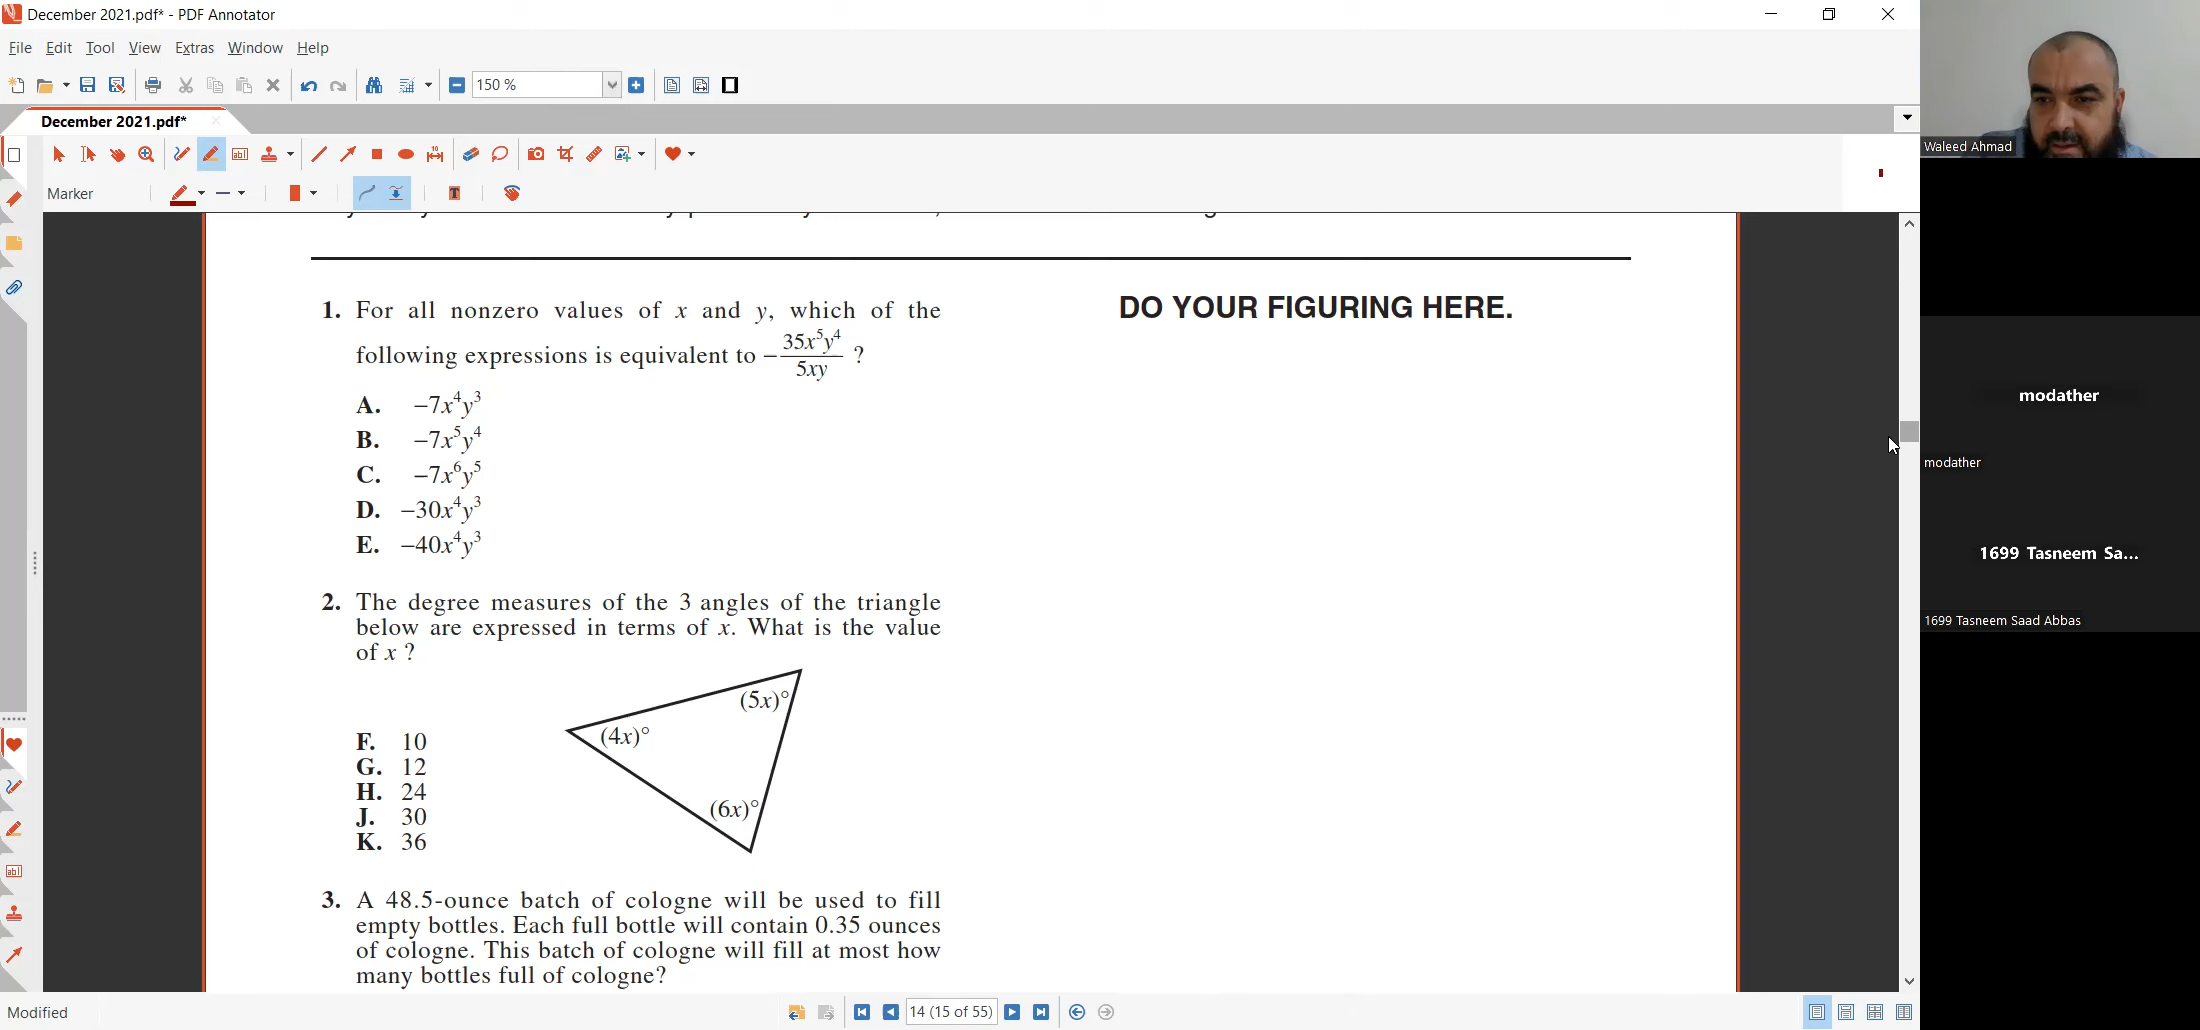 December 2021.pdf* - PDF Annotator
File Edit Tool View Extras Window Help
150 %
December 2021.pdf*
Marker
DO YOUR FIGURING HERE.
1. For all nonzero values of x and y, which of the
following expressions is equivalent to −35x⁵y⁴/5xy ?
A. −7x⁴y³
B. −7x⁵y⁴
C. −7x⁶y⁵
D. −30x⁴y³
E. −40x⁴y³
2. The degree measures of the 3 angles of the triangle
below are expressed in terms of x. What is the value
of x ?
(5x)°
(4x)°
(6x)°
F. 10
G. 12
H. 24
J. 30
K. 36
3. A 48.5-ounce batch of cologne will be used to fill
empty bottles. Each full bottle will contain 0.35 ounces
of cologne. This batch of cologne will fill at most how
many bottles full of cologne?
Modified
14 (15 of 55)
Waleed Ahmad
modather
modather
1699 Tasneem Sa...
1699 Tasneem Saad Abbas